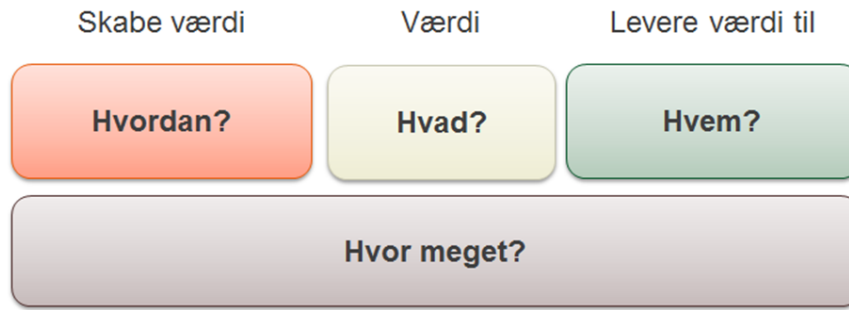 Skabe værdi
Værdi
Levere værdi til
Hvordan?
Hvad?
Hvem?
Hvor meget?